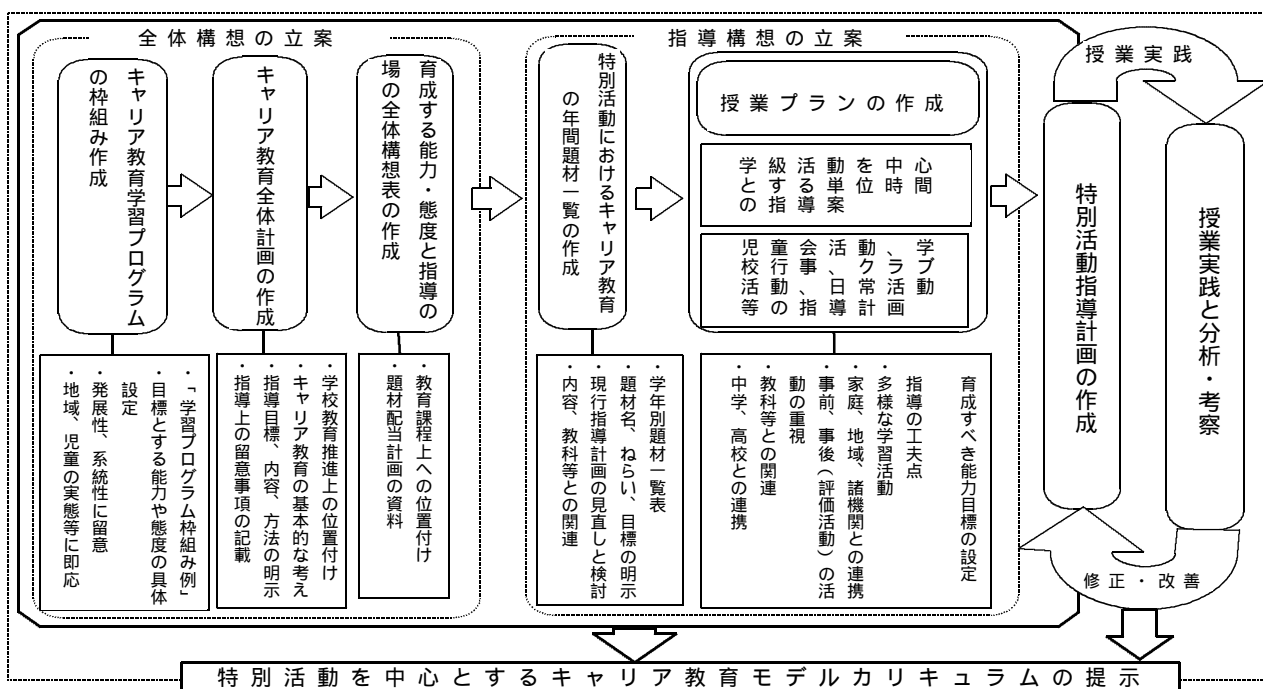 全体構想の立案
キャリア教育学習プログラム
の枠組み作成
キャリア教育全体計画の作成
育成する能力・態度と指導の
場の全体構想表の作成
・「学習プログラム枠組み例」
・目標とする能力や態度の具体
設定
・発展性、系統性に留意
・地域、児童の実態等に即応
・学校教育推進上の位置付け
・キャリア教育の基本的な考え
・指導目標、内容、方法の明示
・指導上の留意事項の記載
・教育課程上への位置付け
・題材配当計画の資料
指導構想の立案
特別活動におけるキャリア教育
の年間題材一覧の作成
授業プランの作成
学級活動を中心
とする単位時間
の指導案
児童会活動、学
校行事、クラブ
活動、日常活動
等の指導計画
・学年別題材一覧表
・題材名、ねらい、目標の明示
・現行指導計画の見直しと検討
・内容、教科等との関連
育成すべき能力目標の設定
指導の工夫点
・多様な学習活動
・家庭、地域、諸機関との連携
・事前、事後(評価活動)の活
動の重視
・教科等との関連
・中学、高校との連携
特別活動指導計画の作成
授業実践
授業実践と分析・考察
修正・改善
特別活動を中心とするキャリア教育モデルカリキュラムの提示